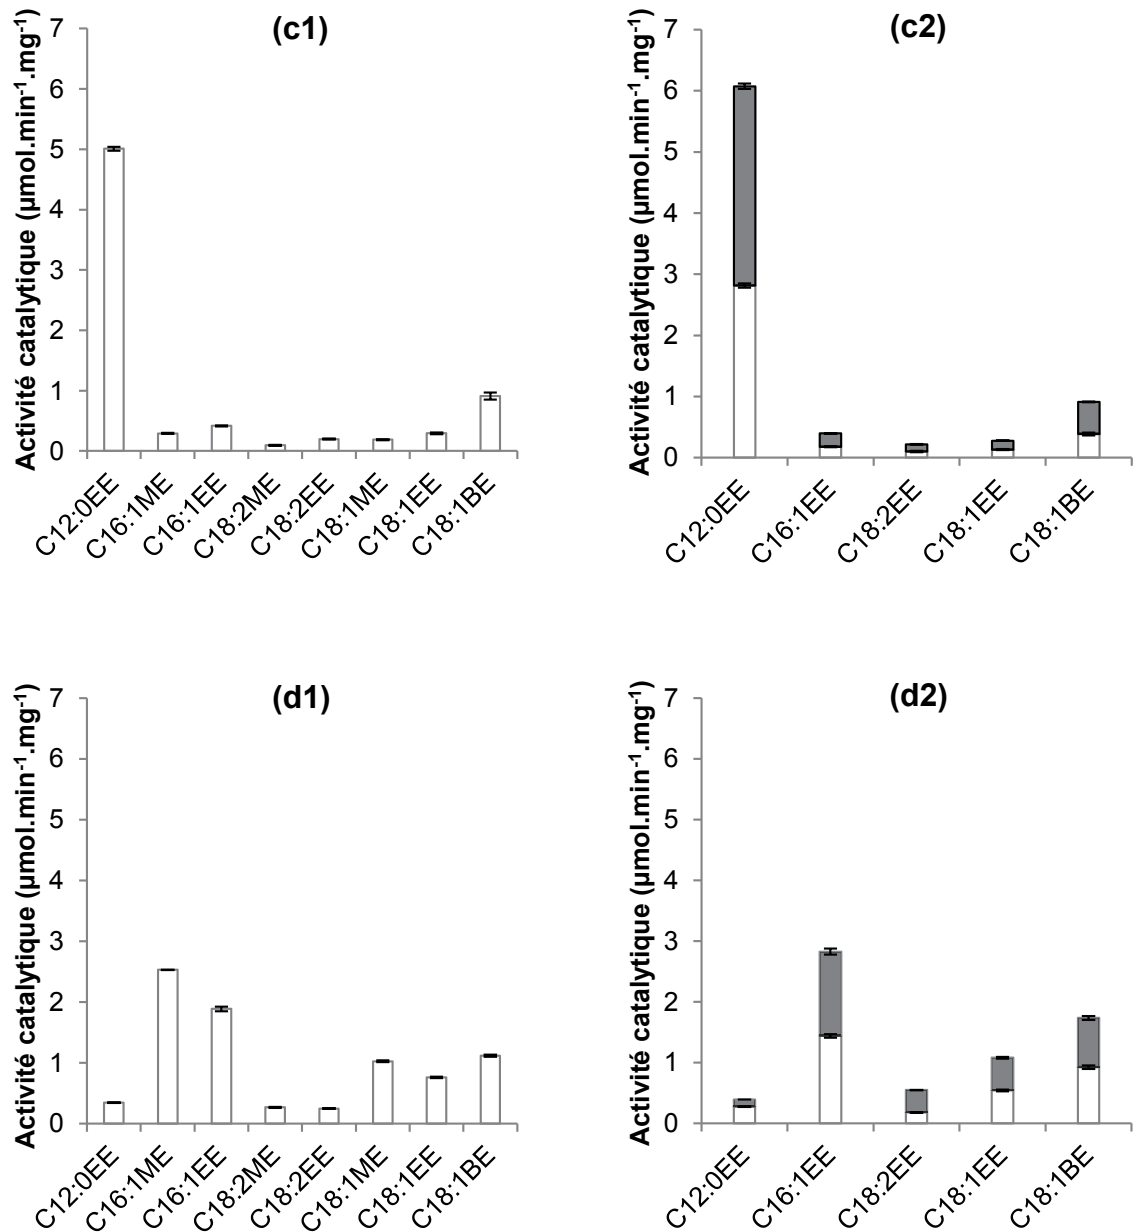 (c1)
Activité catalytique (µmol.min⁻¹.mg⁻¹)
7
6
5
4
3
2
1
0
C12:0EE
C16:1ME
C16:1EE
C18:2ME
C18:2EE
C18:1ME
C18:1EE
C18:1BE
(c2)
Activité catalytique (µmol.min⁻¹.mg⁻¹)
7
6
5
4
3
2
1
0
C12:0EE
C16:1EE
C18:2EE
C18:1EE
C18:1BE
(d1)
Activité catalytique (µmol.min⁻¹.mg⁻¹)
7
6
5
4
3
2
1
0
C12:0EE
C16:1ME
C16:1EE
C18:2ME
C18:2EE
C18:1ME
C18:1EE
C18:1BE
(d2)
Activité catalytique (µmol.min⁻¹.mg⁻¹)
7
6
5
4
3
2
1
0
C12:0EE
C16:1EE
C18:2EE
C18:1EE
C18:1BE